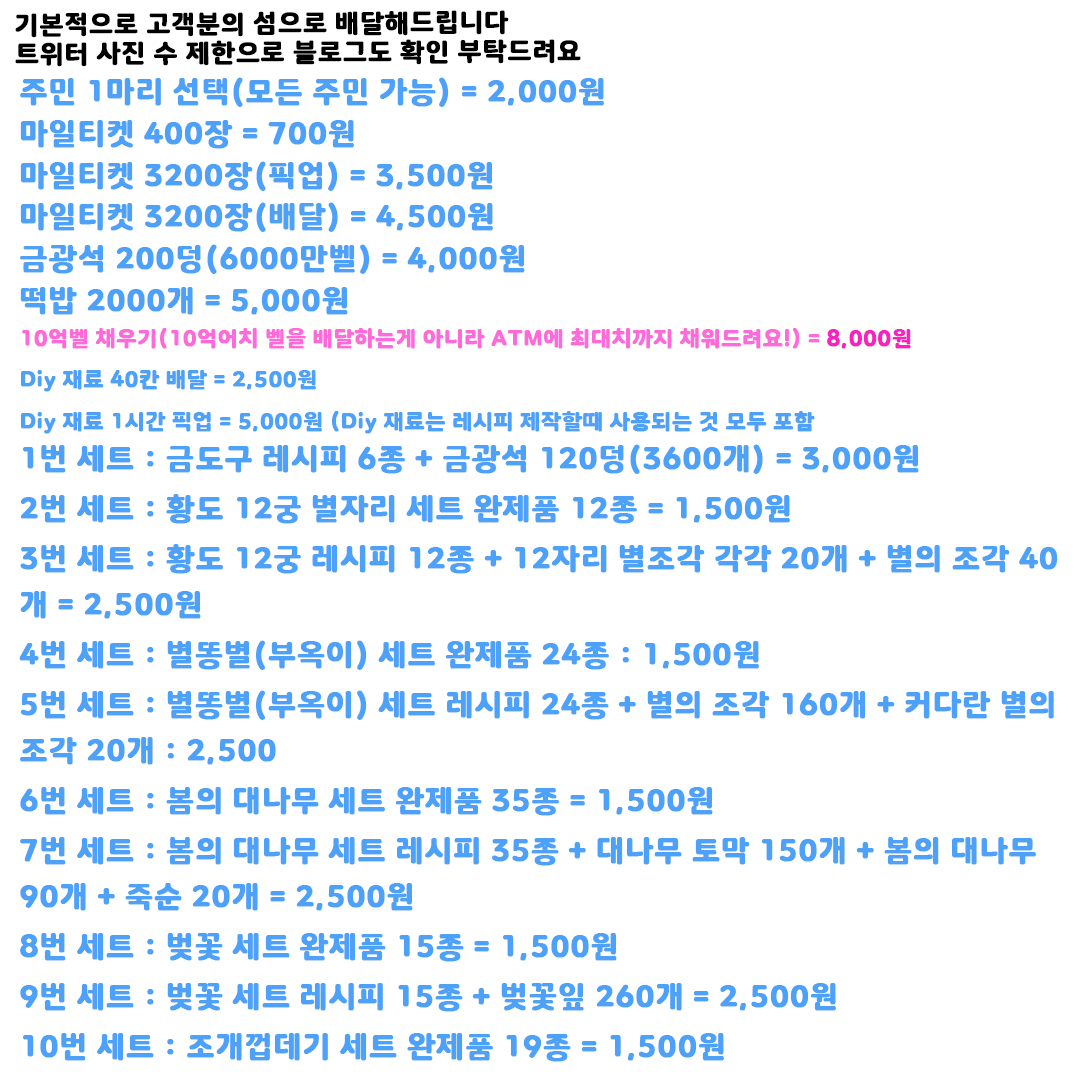 기본적으로 고객분의 섬으로 배달해드립니다
트위터 사진 수 제한으로 블로그도 확인 부탁드려요
주민 1마리 선택(모든 주민 가능) = 2,000원
마일티켓 400장 = 700원
마일티켓 3200장(픽업) = 3,500원
마일티켓 3200장(배달) = 4,500원
금광석 200덩(6000만벨) = 4,000원
떡밥 2000개 = 5,000원
10억벨 채우기(10억어치 벨을 배달하는게 아니라 ATM에 최대치까지 채워드려요!) = 8,000원
Diy 재료 40칸 배달 = 2,500원
Diy 재료 1시간 픽업 = 5,000원 (Diy 재료는 레시피 제작할때 사용되는 것 모두 포함
1번 세트 : 금도구 레시피 6종 + 금광석 120덩(3600개) = 3,000원
2번 세트 : 황도 12궁 별자리 세트 완제품 12종 = 1,500원
3번 세트 : 황도 12궁 레시피 12종 + 12자리 별조각 각각 20개 + 별의 조각 40
개 = 2,500원
4번 세트 : 별똥별(부옥이) 세트 완제품 24종 : 1,500원
5번 세트 : 별똥별(부옥이) 세트 레시피 24종 + 별의 조각 160개 + 커다란 별의
조각 20개 : 2,500
6번 세트 : 봄의 대나무 세트 완제품 35종 = 1,500원
7번 세트 : 봄의 대나무 세트 레시피 35종 + 대나무 토막 150개 + 봄의 대나무
90개 + 죽순 20개 = 2,500원
8번 세트 : 벚꽃 세트 완제품 15종 = 1,500원
9번 세트 : 벚꽃 세트 레시피 15종 + 벚꽃잎 260개 = 2,500원
10번 세트 : 조개껍데기 세트 완제품 19종 = 1,500원